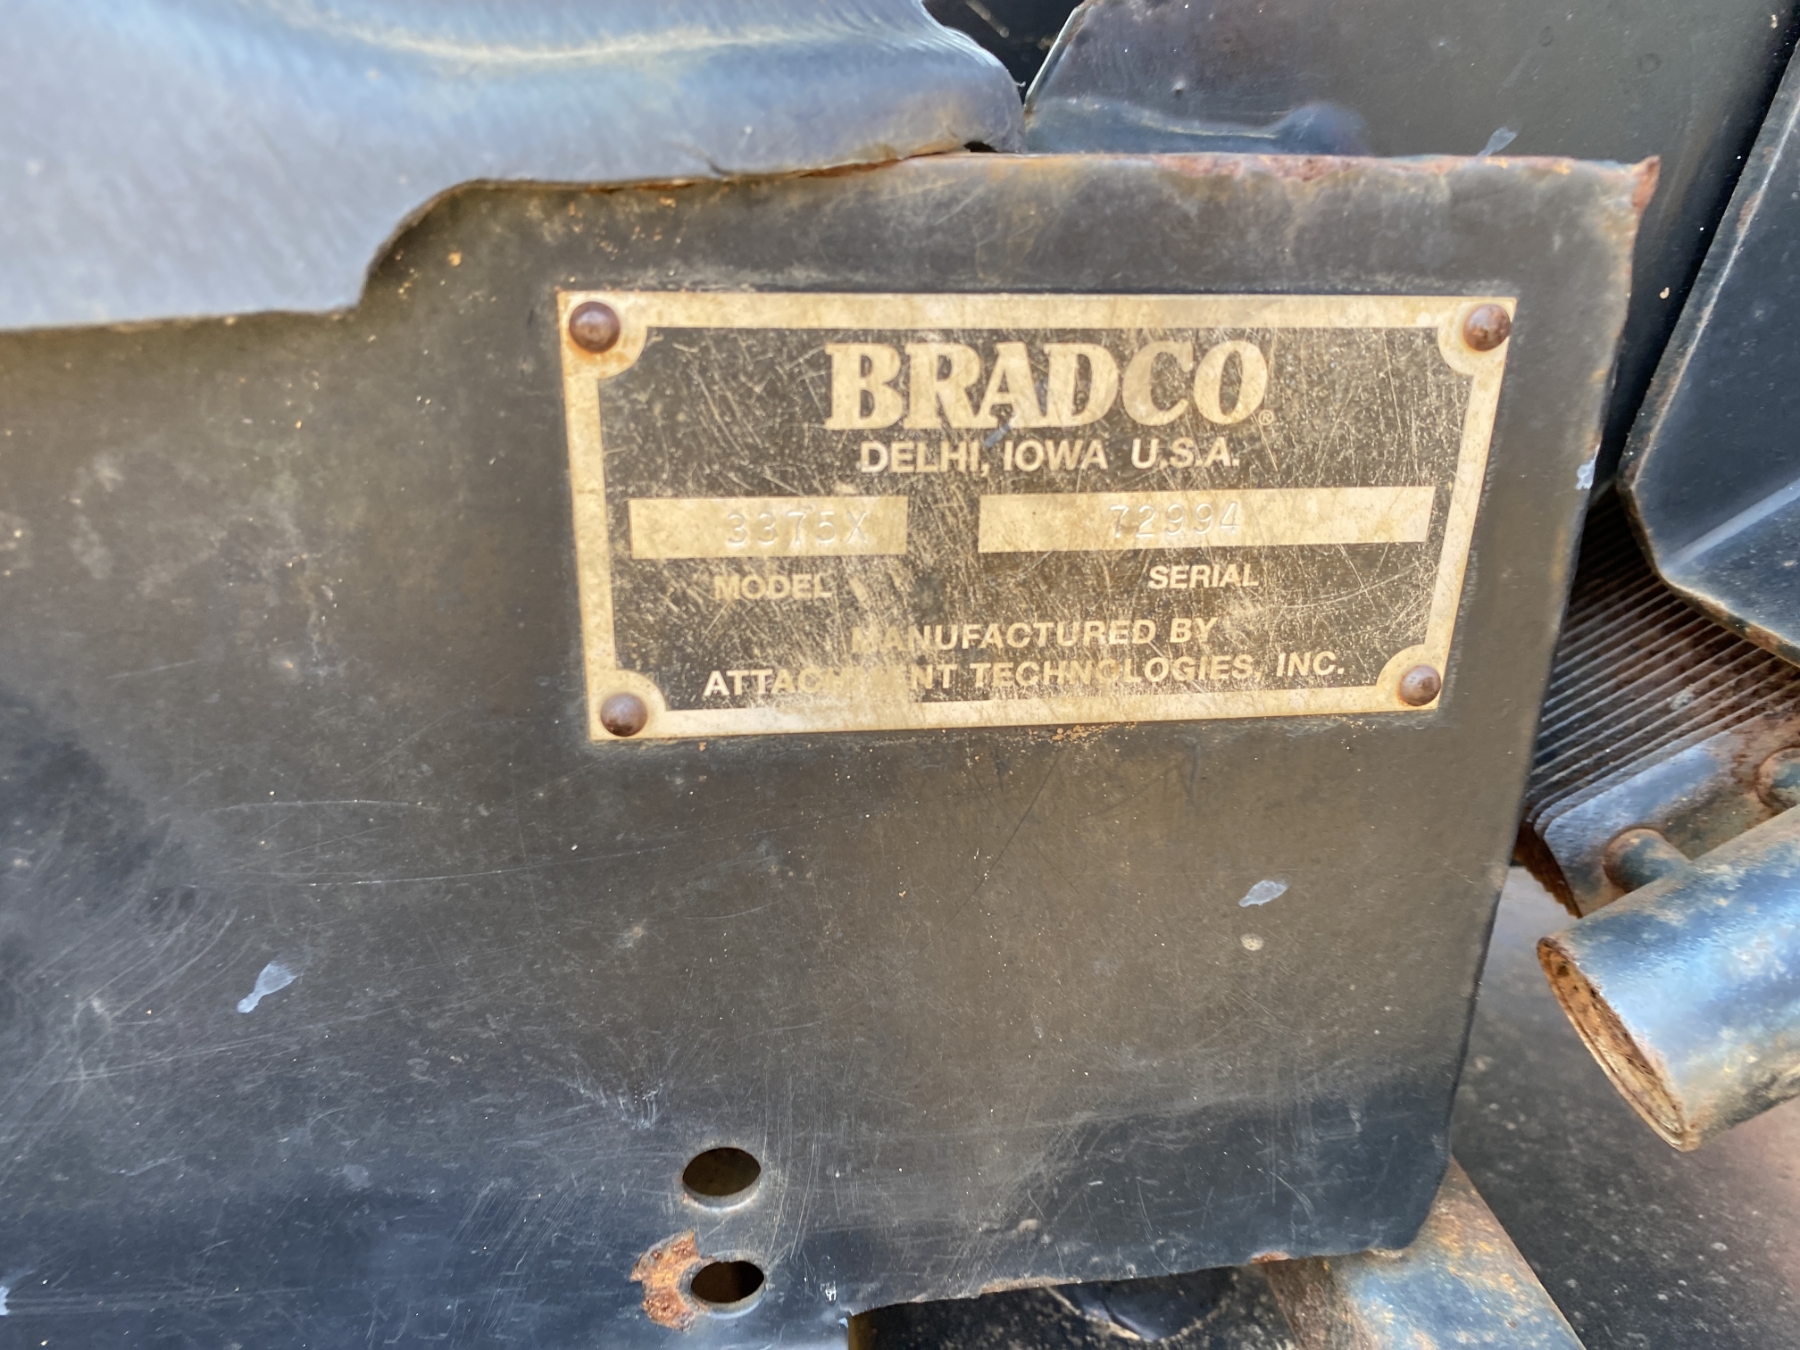 BRADCO®
DELHI, IOWA U.S.A.
3375X 72994
MODEL SERIAL
MANUFACTURED BY
ATTACHMENT TECHNOLOGIES, INC.